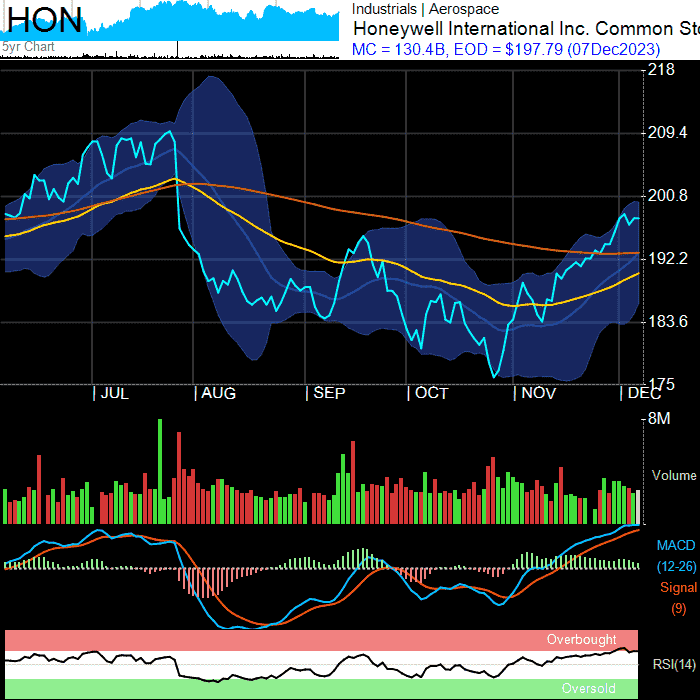 HON
5yr Chart
Industrials | Aerospace
Honeywell International Inc. Common Sto
MC = 130.4B, EOD = $197.79 (07Dec2023)
218
209.4
200.8
192.2
183.6
175
JUL AUG SEP OCT NOV DEC
8M
Volume
MACD
(12-26)
Signal
(9)
Overbought
RSI(14)
Oversold